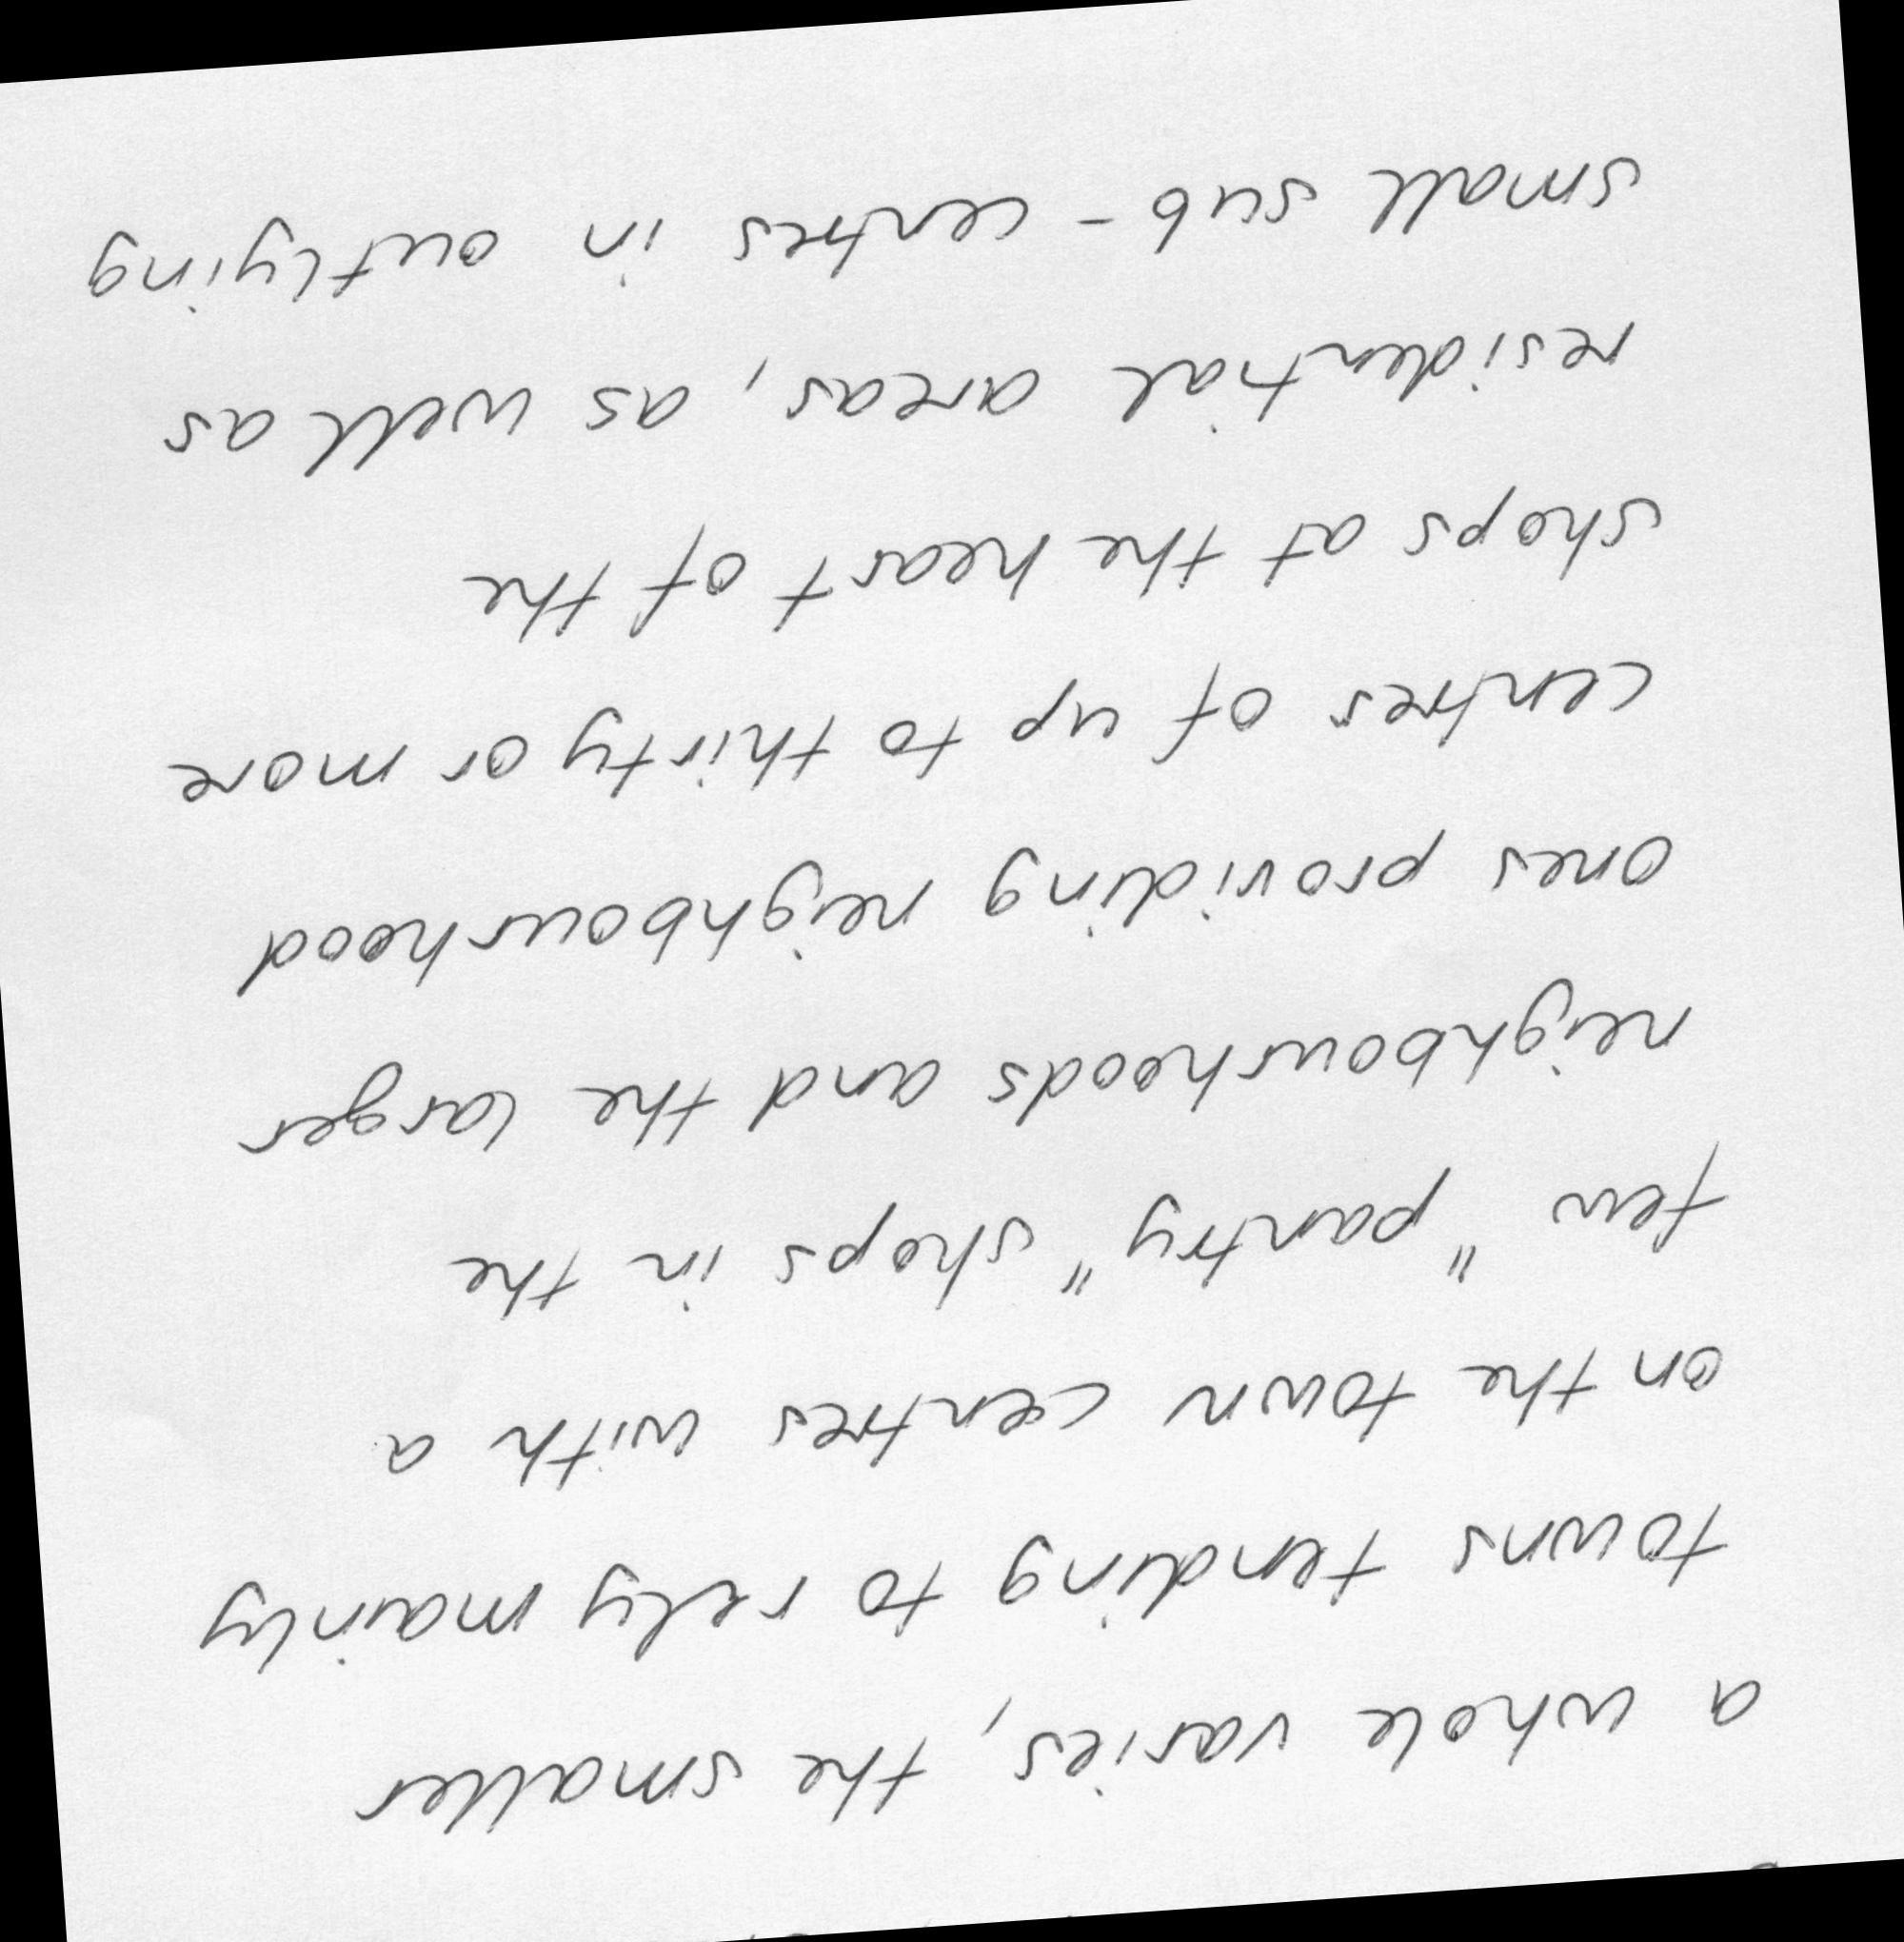 a whole varies, the smaller
towns tending to rely mainly
on the town centres with a
few "pantry" shops in the
neighbourhoods and the larger
ones providing neighbourhood
centres of up to thirty or more
shops at the heart of the
residential areas, as well as
small sub-centres in outlying